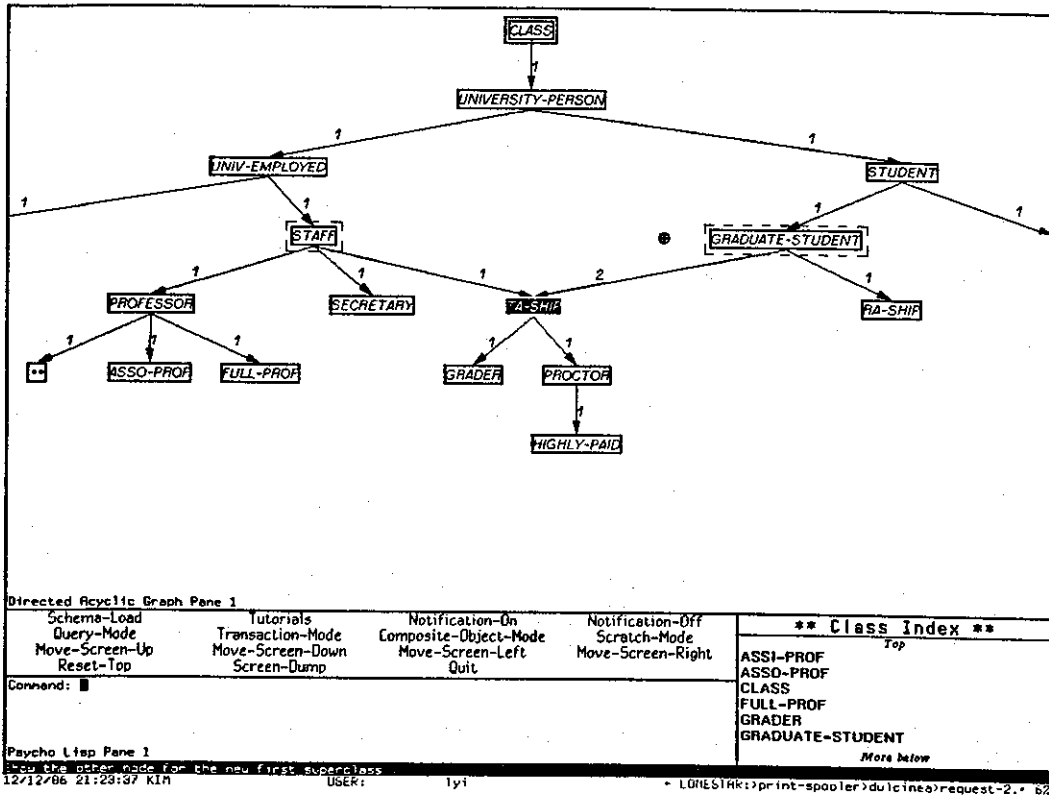 CLASS
1
UNIVERSITY-PERSON
1
1
UNIV-EMPLOYED
STUDENT
1
1
1
1
STAFF
GRADUATE-STUDENT
1
1
1
2
1
PROFESSOR
SECRETARY
TA-SHIP
RA-SHIP
1
1
1
1
1
**
ASSO-PROF
FULL-PROF
GRADER
PROCTOR
1
HIGHLY-PAID
Directed Acyclic Graph Pane 1
Schema-Load Tutorials Notification-On Notification-Off
Query-Mode Transaction-Mode Composite-Object-Mode Scratch-Mode
Move-Screen-Up Move-Screen-Down Move-Screen-Left Move-Screen-Right
Reset-Top Screen-Dump Quit
Command:
Psycho Lisp Pane 1
** Class Index **
Top
ASSI-PROF
ASSO-PROF
CLASS
FULL-PROF
GRADER
GRADUATE-STUDENT
More below
the other node for the new first superclass
12/12/86 21:23:37 KIM USER: lyi LONESTAR:>print-spooler>dulcinea>request-2.